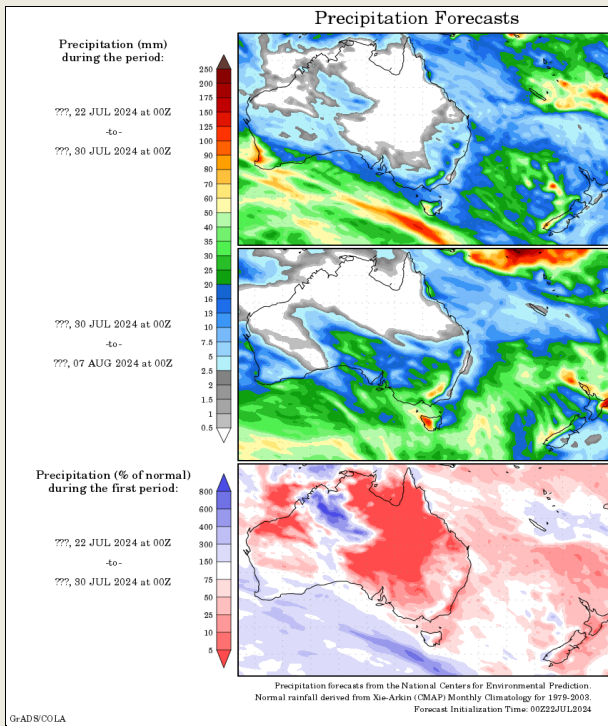 Precipitation Forecasts
Precipitation (mm)
during the period:
???, 22 JUL 2024 at 00Z
-to-
???, 30 JUL 2024 at 00Z
250
200
175
150
125
100
90
80
70
60
50
40
35
30
25
20
16
13
10
7.5
5
2.5
2
1.5
1
0.5
???, 30 JUL 2024 at 00Z
-to-
???, 07 AUG 2024 at 00Z
Precipitation (% of normal)
during the first period:
???, 22 JUL 2024 at 00Z
-to-
???, 30 JUL 2024 at 00Z
800
600
400
300
150
75
50
25
10
5
Precipitation forecasts from the National Centers for Environmental Prediction.
Normal rainfall derived from Xie-Arkin (CMAP) Monthly Climatology for 1979-2003.
Forecast Initialization Time: 00Z22JUL2024
GrADS/COLA